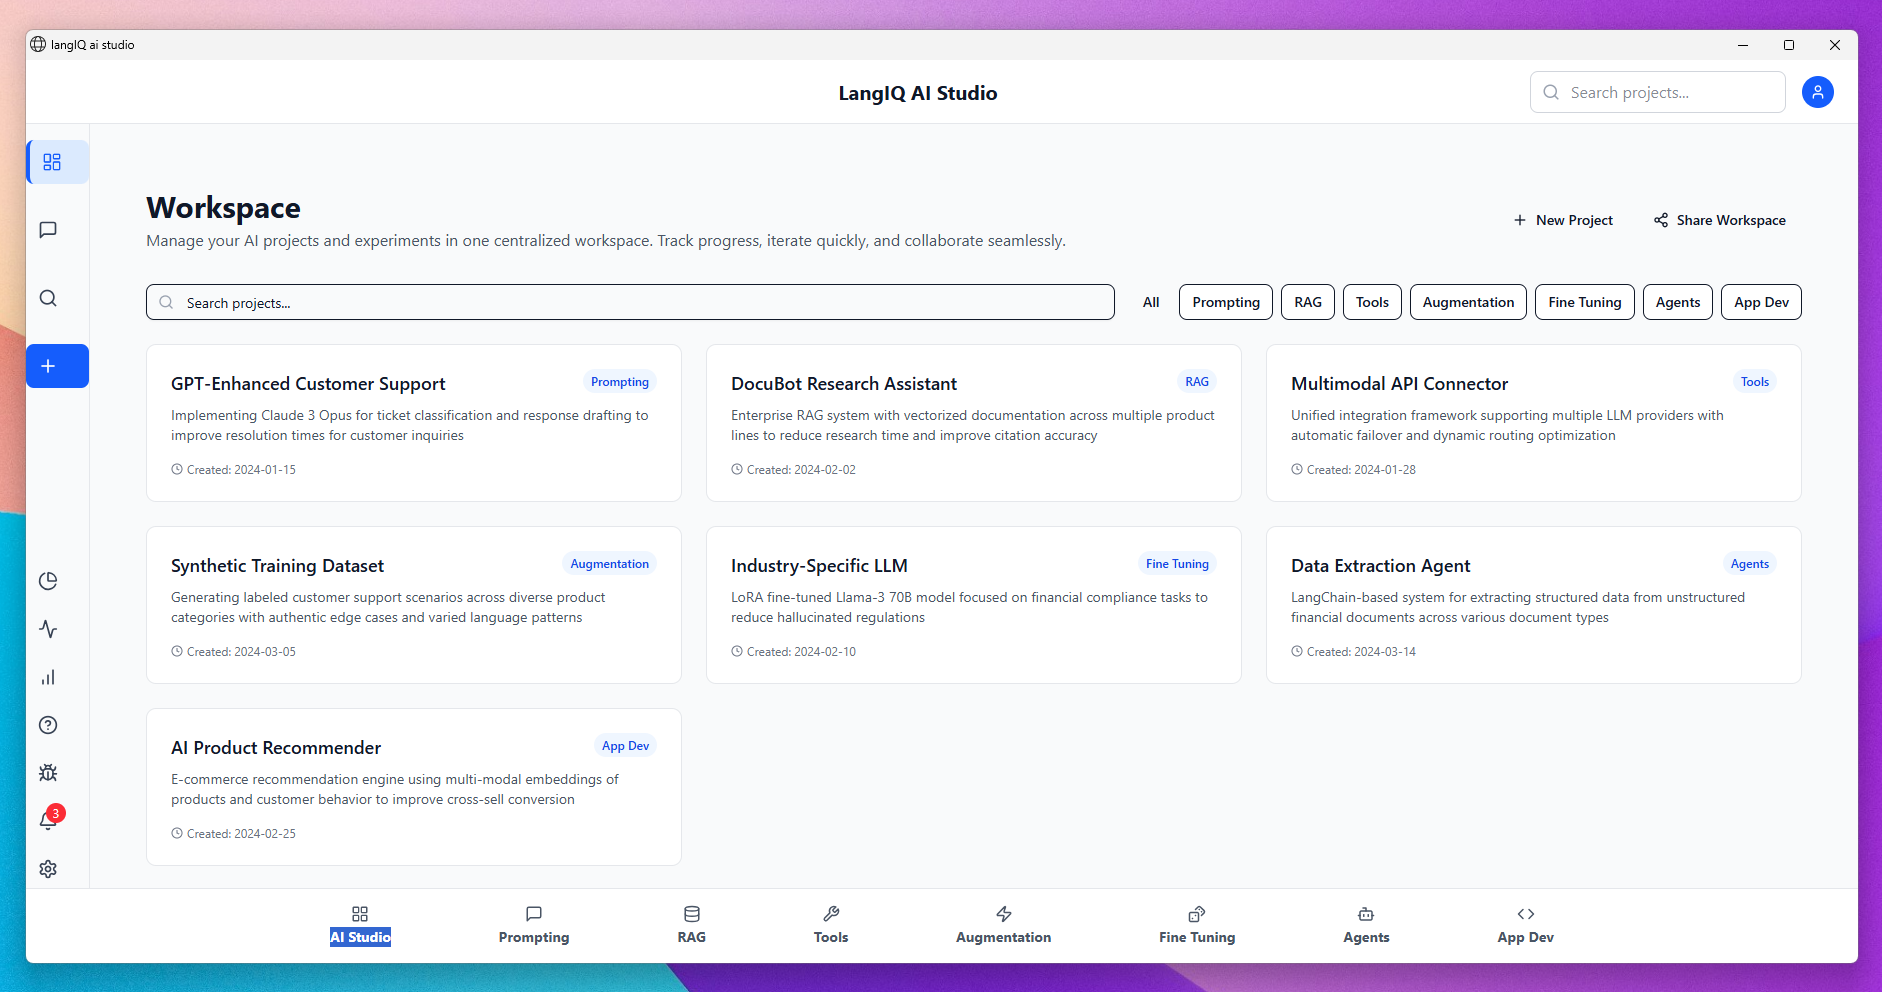 langIQ ai studio
LangIQ AI Studio
Search projects...
Workspace
Manage your AI projects and experiments in one centralized workspace. Track progress, iterate quickly, and collaborate seamlessly.
New Project
Share Workspace
Search projects...
All
Prompting
RAG
Tools
Augmentation
Fine Tuning
Agents
App Dev
GPT-Enhanced Customer Support
Prompting
Implementing Claude 3 Opus for ticket classification and response drafting to
improve resolution times for customer inquiries
Created: 2024-01-15
DocuBot Research Assistant
RAG
Enterprise RAG system with vectorized documentation across multiple product
lines to reduce research time and improve citation accuracy
Created: 2024-02-02
Multimodal API Connector
Tools
Unified integration framework supporting multiple LLM providers with
automatic failover and dynamic routing optimization
Created: 2024-01-28
Synthetic Training Dataset
Augmentation
Generating labeled customer support scenarios across diverse product
categories with authentic edge cases and varied language patterns
Created: 2024-03-05
Industry-Specific LLM
Fine Tuning
LoRA fine-tuned Llama-3 70B model focused on financial compliance tasks to
reduce hallucinated regulations
Created: 2024-02-10
Data Extraction Agent
Agents
LangChain-based system for extracting structured data from unstructured
financial documents across various document types
Created: 2024-03-14
AI Product Recommender
App Dev
E-commerce recommendation engine using multi-modal embeddings of
products and customer behavior to improve cross-sell conversion
Created: 2024-02-25
3
AI Studio
Prompting
RAG
Tools
Augmentation
Fine Tuning
Agents
App Dev